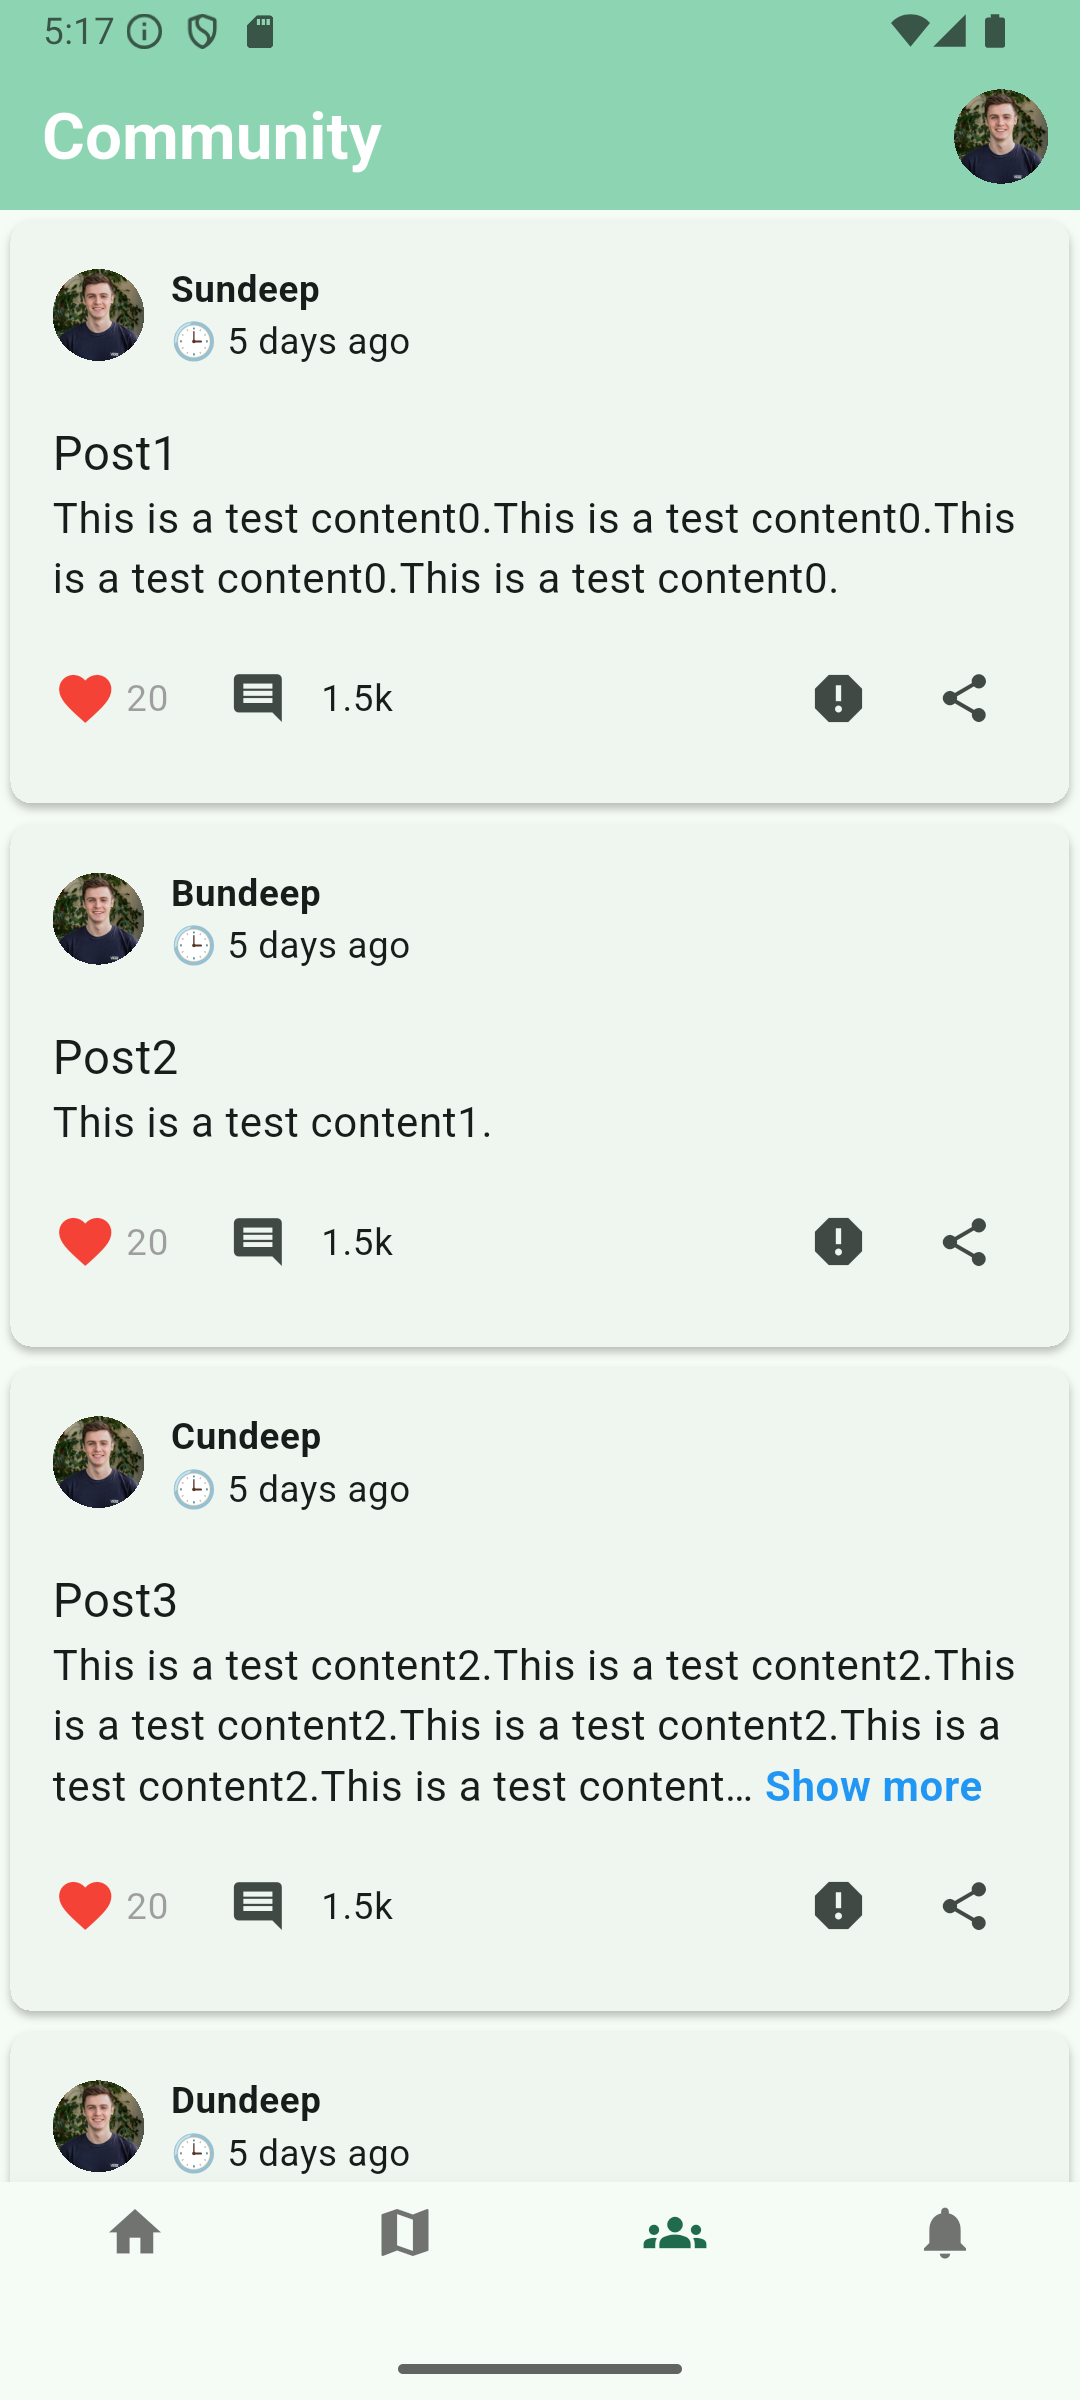 5:17
Community
Sundeep
🕒 5 days ago
Post1
This is a test content0.This is a test content0.This
is a test content0.This is a test content0.
20 1.5k
Bundeep
🕒 5 days ago
Post2
This is a test content1.
20 1.5k
Cundeep
🕒 5 days ago
Post3
This is a test content2.This is a test content2.This
is a test content2.This is a test content2.This is a
test content2.This is a test content... Show more
20 1.5k
Dundeep
🕒 5 days ago